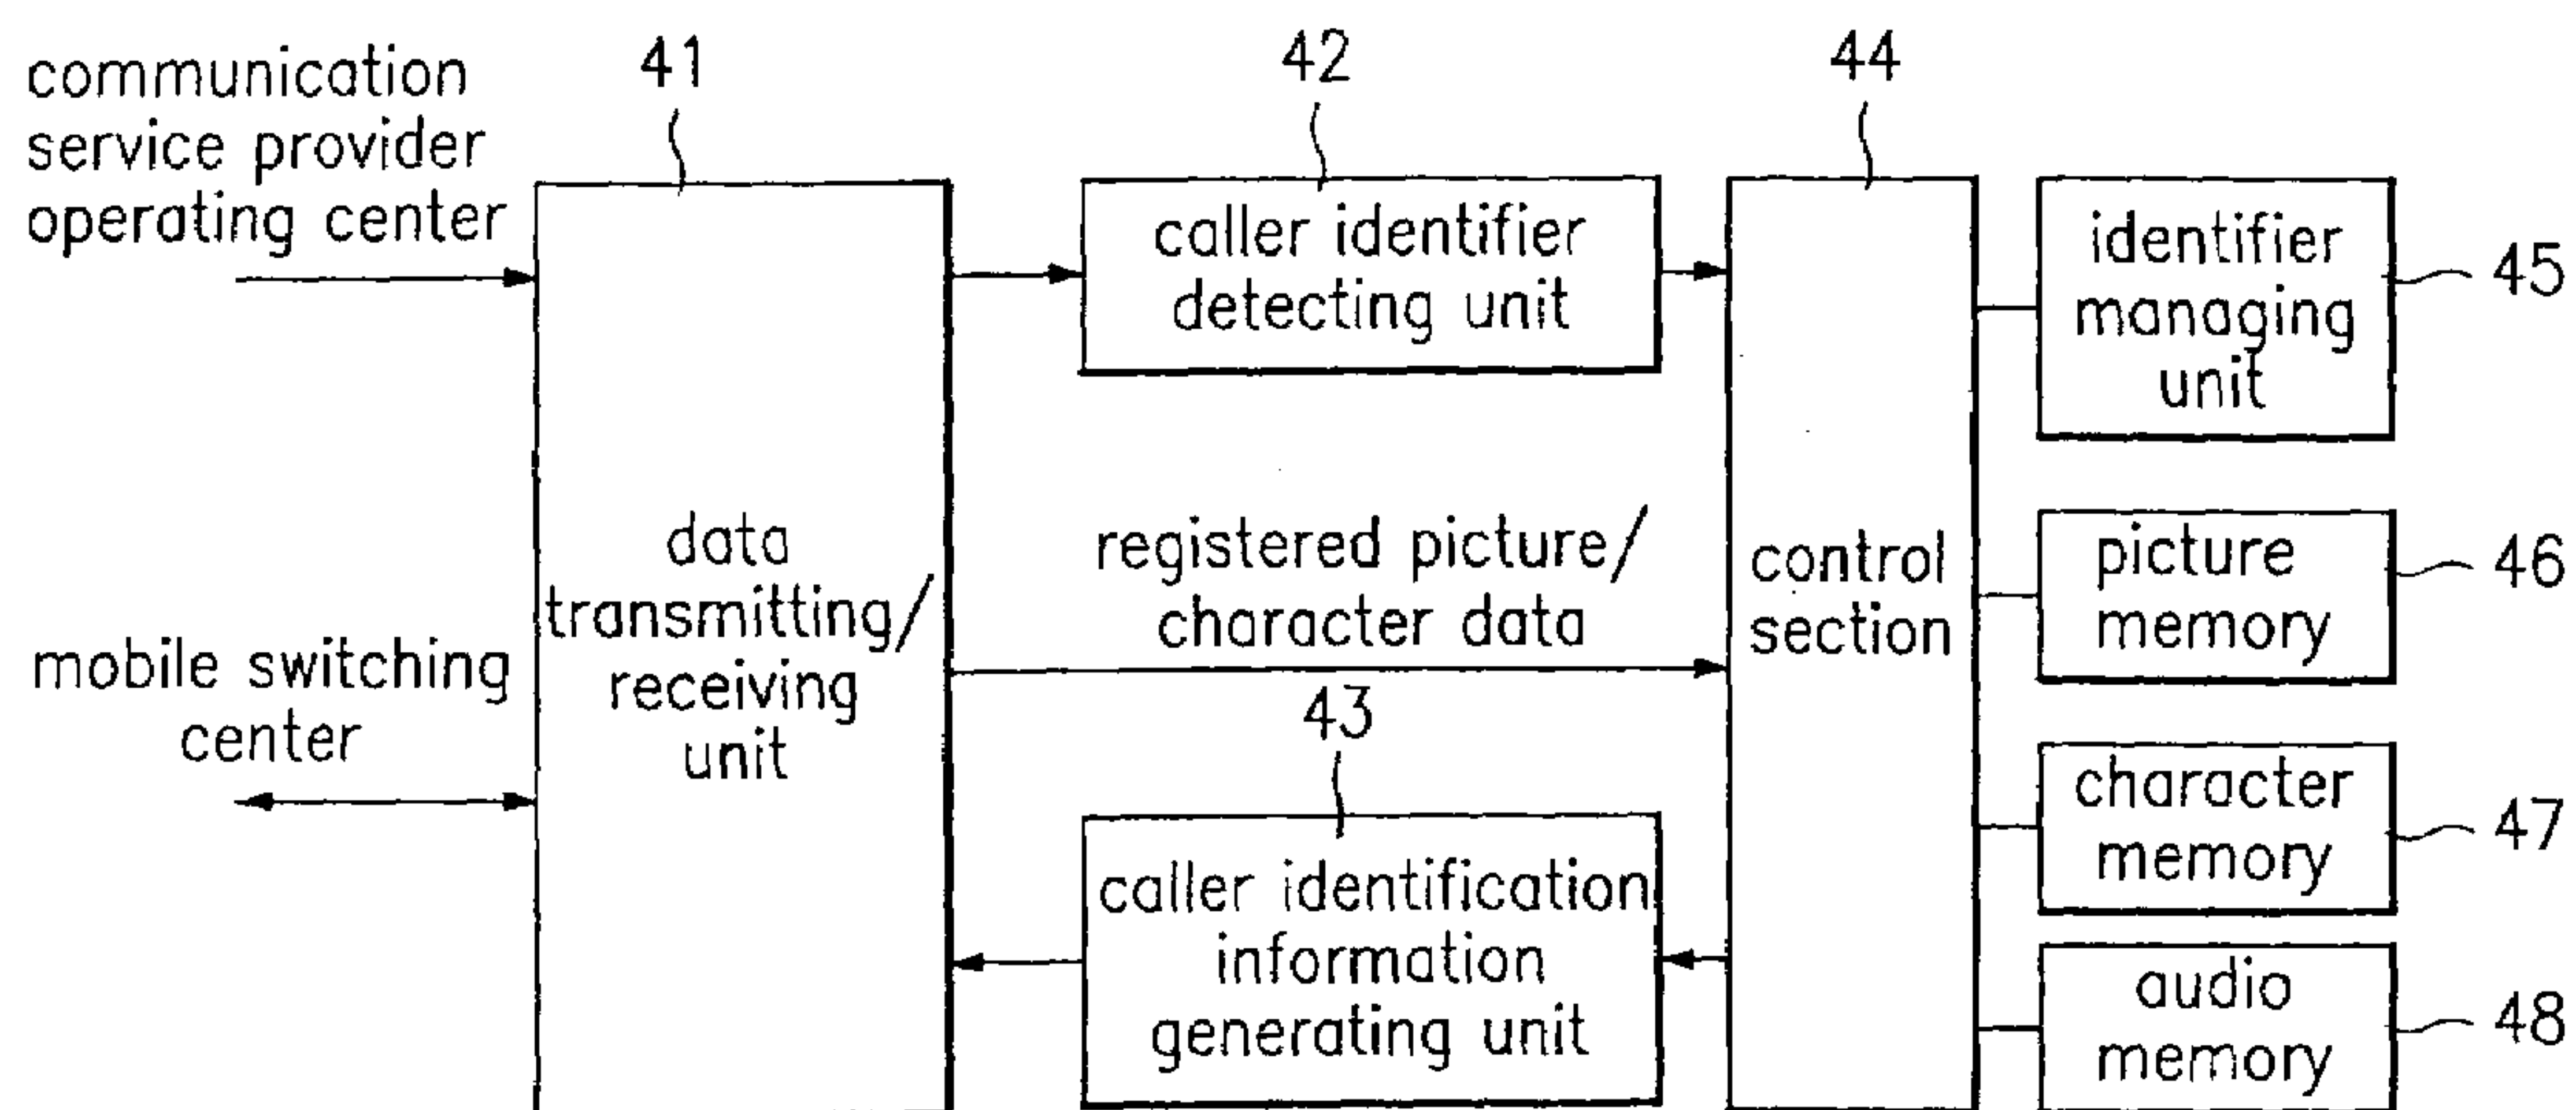 communication
service provider
operating center
41
42
44
caller identifier
detecting unit
identifier
managing
unit
45
data
transmitting/
receiving
unit
registered picture/
character data
control
section
picture
memory
46
mobile switching
center
43
character
memory
47
caller identification
information
generating unit
audio
memory
48